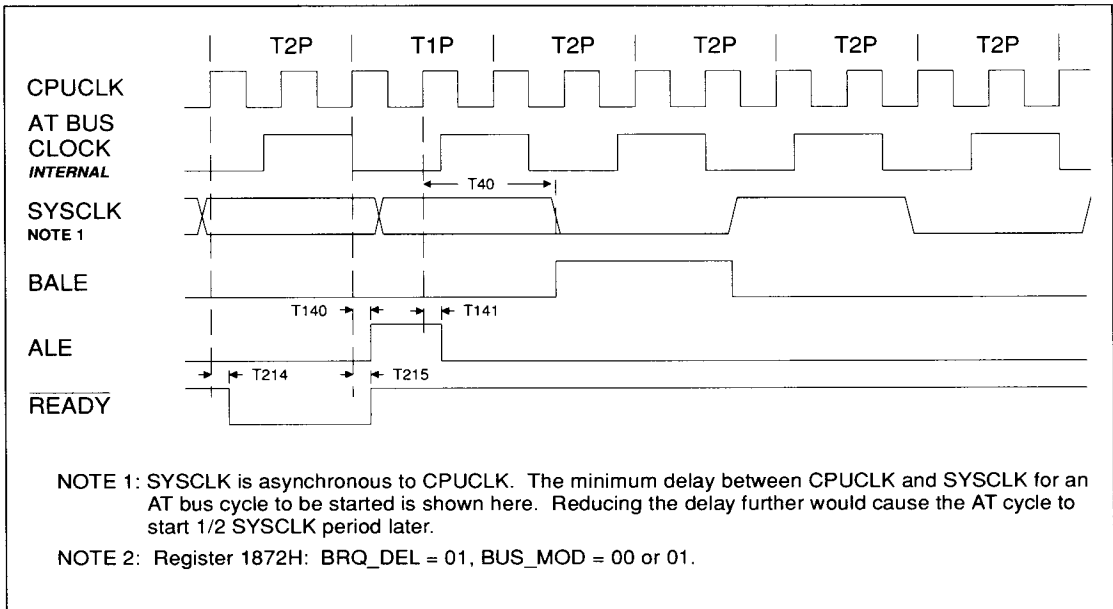 T2P T1P T2P T2P T2P T2P
CPUCLK
AT BUS
CLOCK
INTERNAL
T40
SYSCLK
NOTE 1
BALE
T140 T141
ALE
T214 T215
READY
NOTE 1: SYSCLK is asynchronous to CPUCLK. The minimum delay between CPUCLK and SYSCLK for an
AT bus cycle to be started is shown here. Reducing the delay further would cause the AT cycle to
start 1/2 SYSCLK period later.
NOTE 2: Register 1872H: BRQ_DEL = 01, BUS_MOD = 00 or 01.